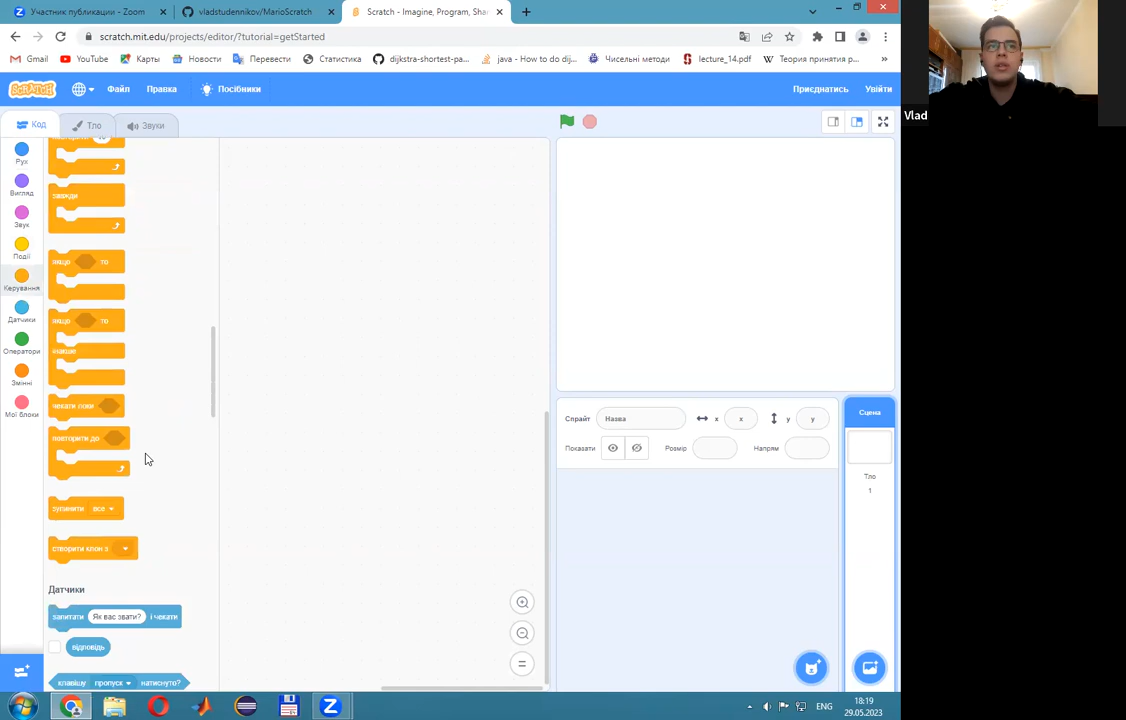 Участник публикации - Zoom
vladstudennikov/MarioScratch
Scratch - Imagine, Program, Sha
scratch.mit.edu/projects/editor/?tutorial=getStarted
Gmail
YouTube
Карты
Новости
Перевести
Статистика
dijkstra-shortest-pa...
java - How to do dij...
Чисельні методи
lecture_14.pdf
Теория принятия р...
SCRATCH
Файл
Правка
Посібники
Приєднатись
Увійти
Vlad
Код
Тло
Звуки
Рух
Вигляд
Звук
Події
Керування
Датчики
Оператори
Змінні
Мої блоки
завжди
якщо то
якщо то
інакше
чекати поки
повторити до
зупинити все
створити клон з
Датчики
запитати Як вас звати? і чекати
відповідь
клавішу пропуск натиснуто?
Спрайт Назва x x y y
Показати Розмір Напрям
Сцена
Тло
1
ENG
18:19
29.05.2023